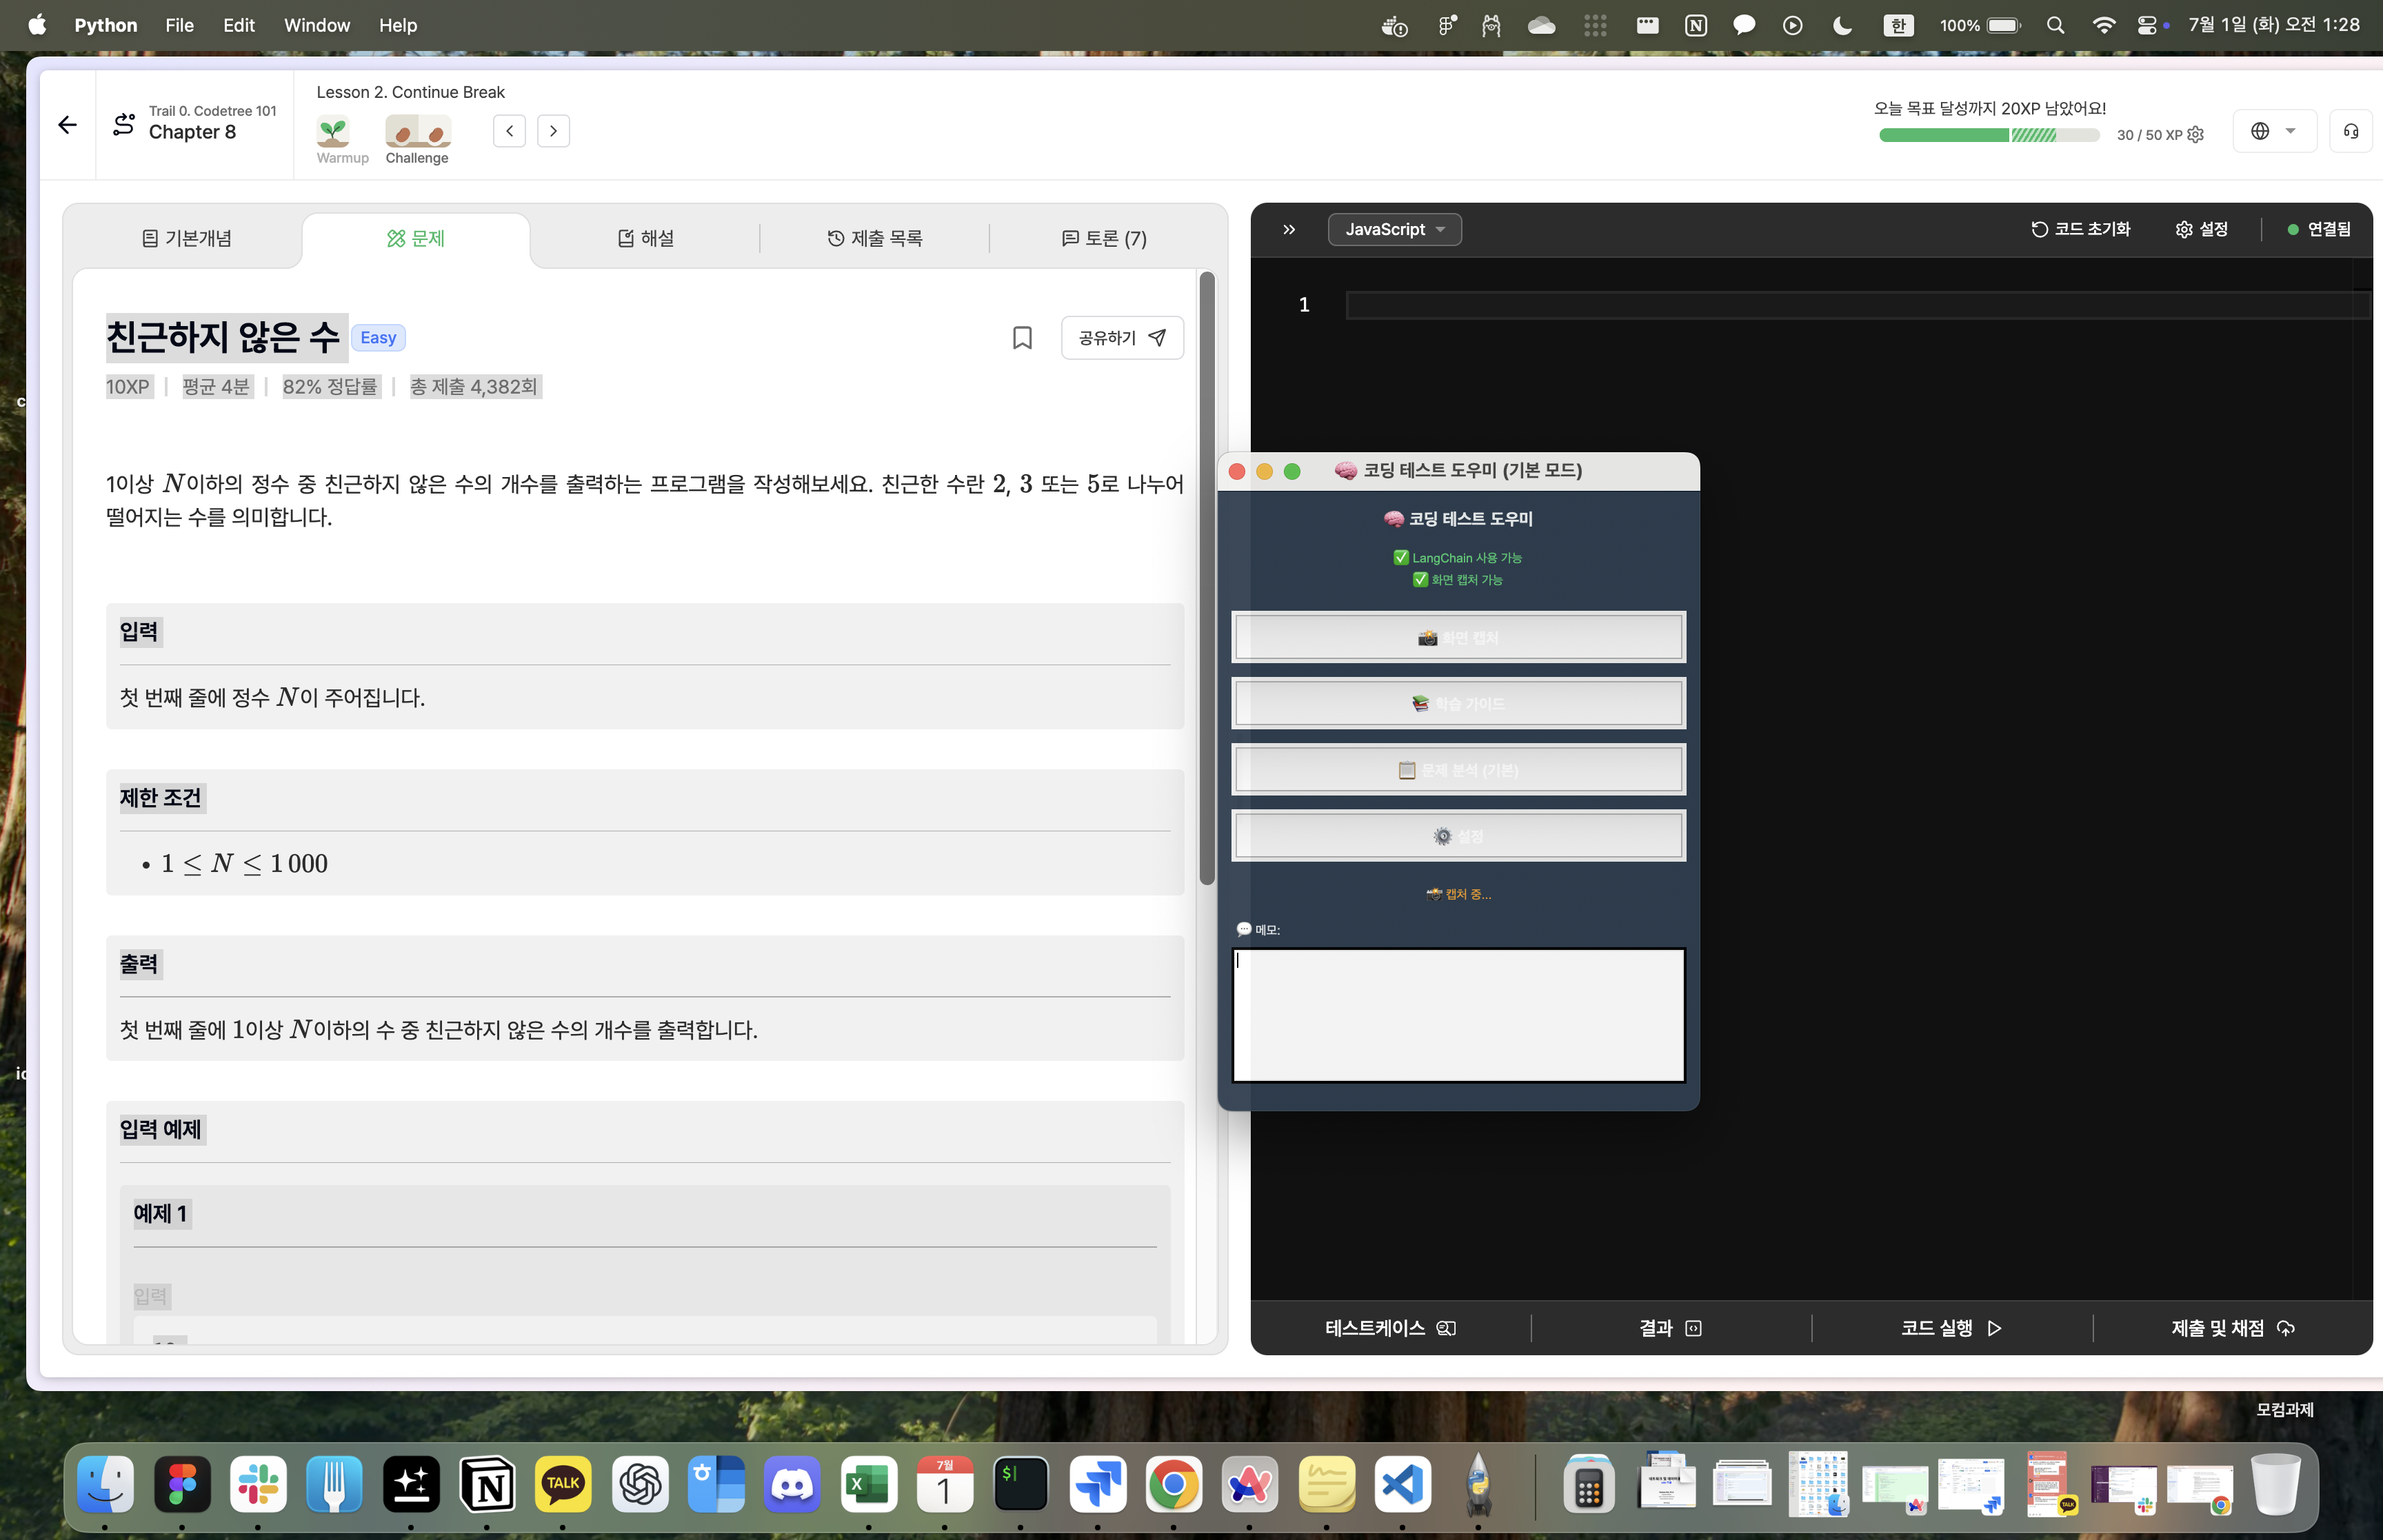 Python File Edit Window Help
한 100% 7월 1일 (화) 오전 1:28
Trail 0. Codetree 101
Chapter 8
Lesson 2. Continue Break
Warmup
Challenge
오늘 목표 달성까지 20XP 남았어요!
30 / 50 XP
기본개념
문제
해설
제출 목록
토론 (7)
친근하지 않은 수 Easy
공유하기
10XP | 평균 4분 | 82% 정답률 | 총 제출 4,382회
1이상 N이하의 정수 중 친근하지 않은 수의 개수를 출력하는 프로그램을 작성해보세요. 친근한 수란 2, 3 또는 5로 나누어
떨어지는 수를 의미합니다.
입력
첫 번째 줄에 정수 N이 주어집니다.
제한 조건
• 1 ≤ N ≤ 1 000
출력
첫 번째 줄에 1이상 N이하의 수 중 친근하지 않은 수의 개수를 출력합니다.
입력 예제
예제 1
입력
JavaScript
코드 초기화
설정
연결됨
1
🧠 코딩 테스트 도우미 (기본 모드)
🧠 코딩 테스트 도우미
✅ LangChain 사용 가능
✅ 화면 캡처 가능
📸 화면 캡처
📚 학습 가이드
📋 문제 분석 (기본)
⚙️ 설정
📸 캡처 중...
💬 메모:
테스트케이스
결과
코드 실행
제출 및 채점
모컴과제
TALK
7월
1
$